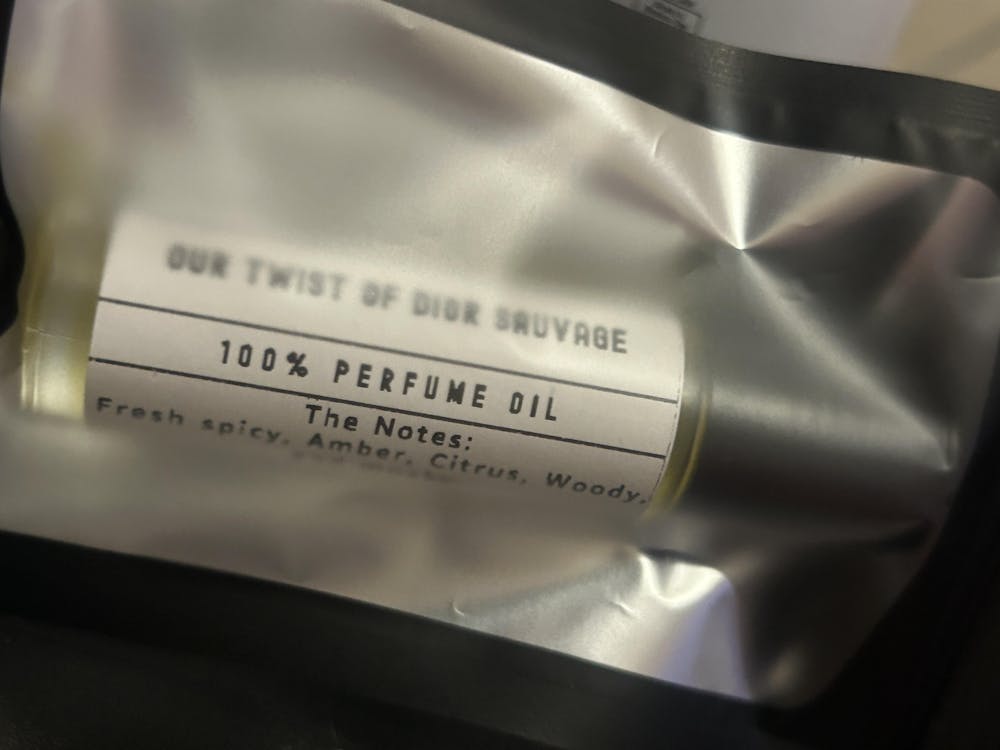 OUR TWIST OF DIOR SAUVAGE
100% PERFUME OIL
The Notes:
Fresh spicy, Amber, Citrus, Woody,